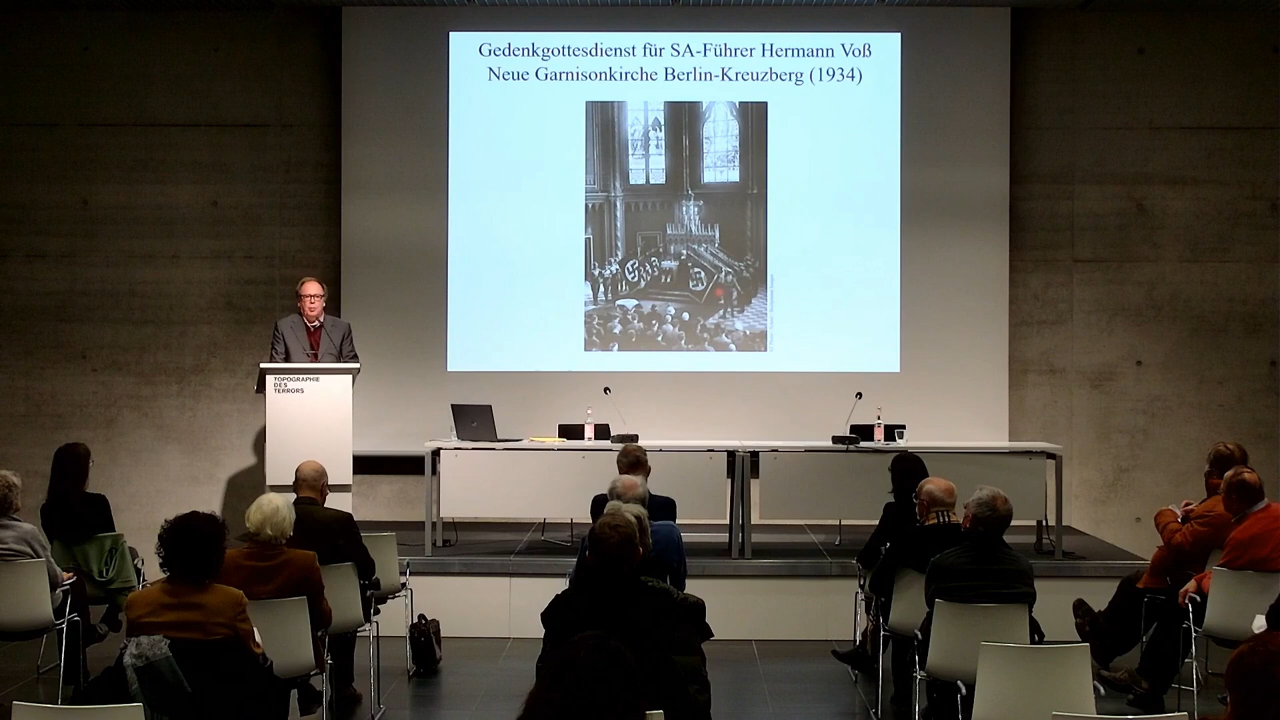 Gedenkgottesdienst für SA-Führer Hermann Voß
Neue Garnisonkirche Berlin-Kreuzberg (1934)
TOPOGRAPHIE
DES
TERRORS